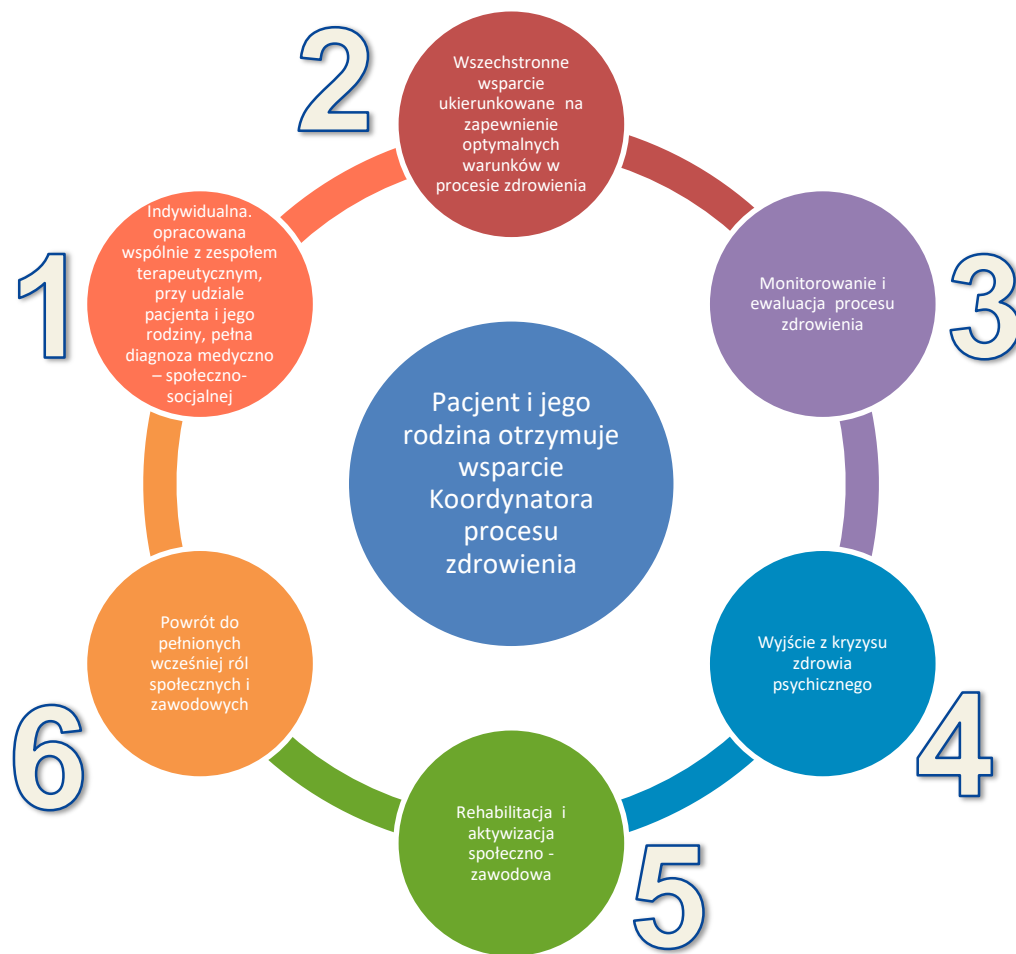 Pacjent i jego
rodzina otrzymuje
wsparcie
Koordynatora
procesu
zdrowienia
1
Indywidualna.
opracowana
wspólnie z zespołem
terapeutycznym,
przy udziale
pacjenta i jego
rodziny, pełna
diagnoza medyczno
– społeczno-
socjalnej
2
Wszechstronne
wsparcie
ukierunkowane na
zapewnienie
optymalnych
warunków w
procesie zdrowienia
3
Monitorowanie i
ewaluacja procesu
zdrowienia
4
Wyjście z kryzysu
zdrowia
psychicznego
5
Rehabilitacja i
aktywizacja
społeczno -
zawodowa
6
Powrót do
pełnionych
wcześniej ról
społecznych i
zawodowych